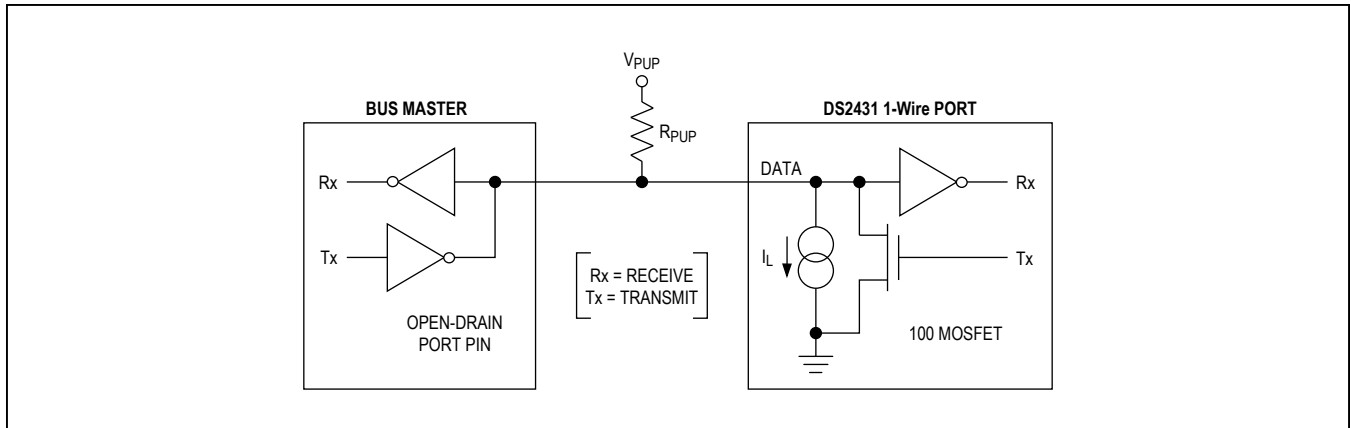 VPUP
BUS MASTER
DS2431 1-Wire PORT
RPUP
DATA
Rx
Rx
Tx
IL
Tx
Rx = RECEIVE
Tx = TRANSMIT
OPEN-DRAIN
PORT PIN
100 MOSFET